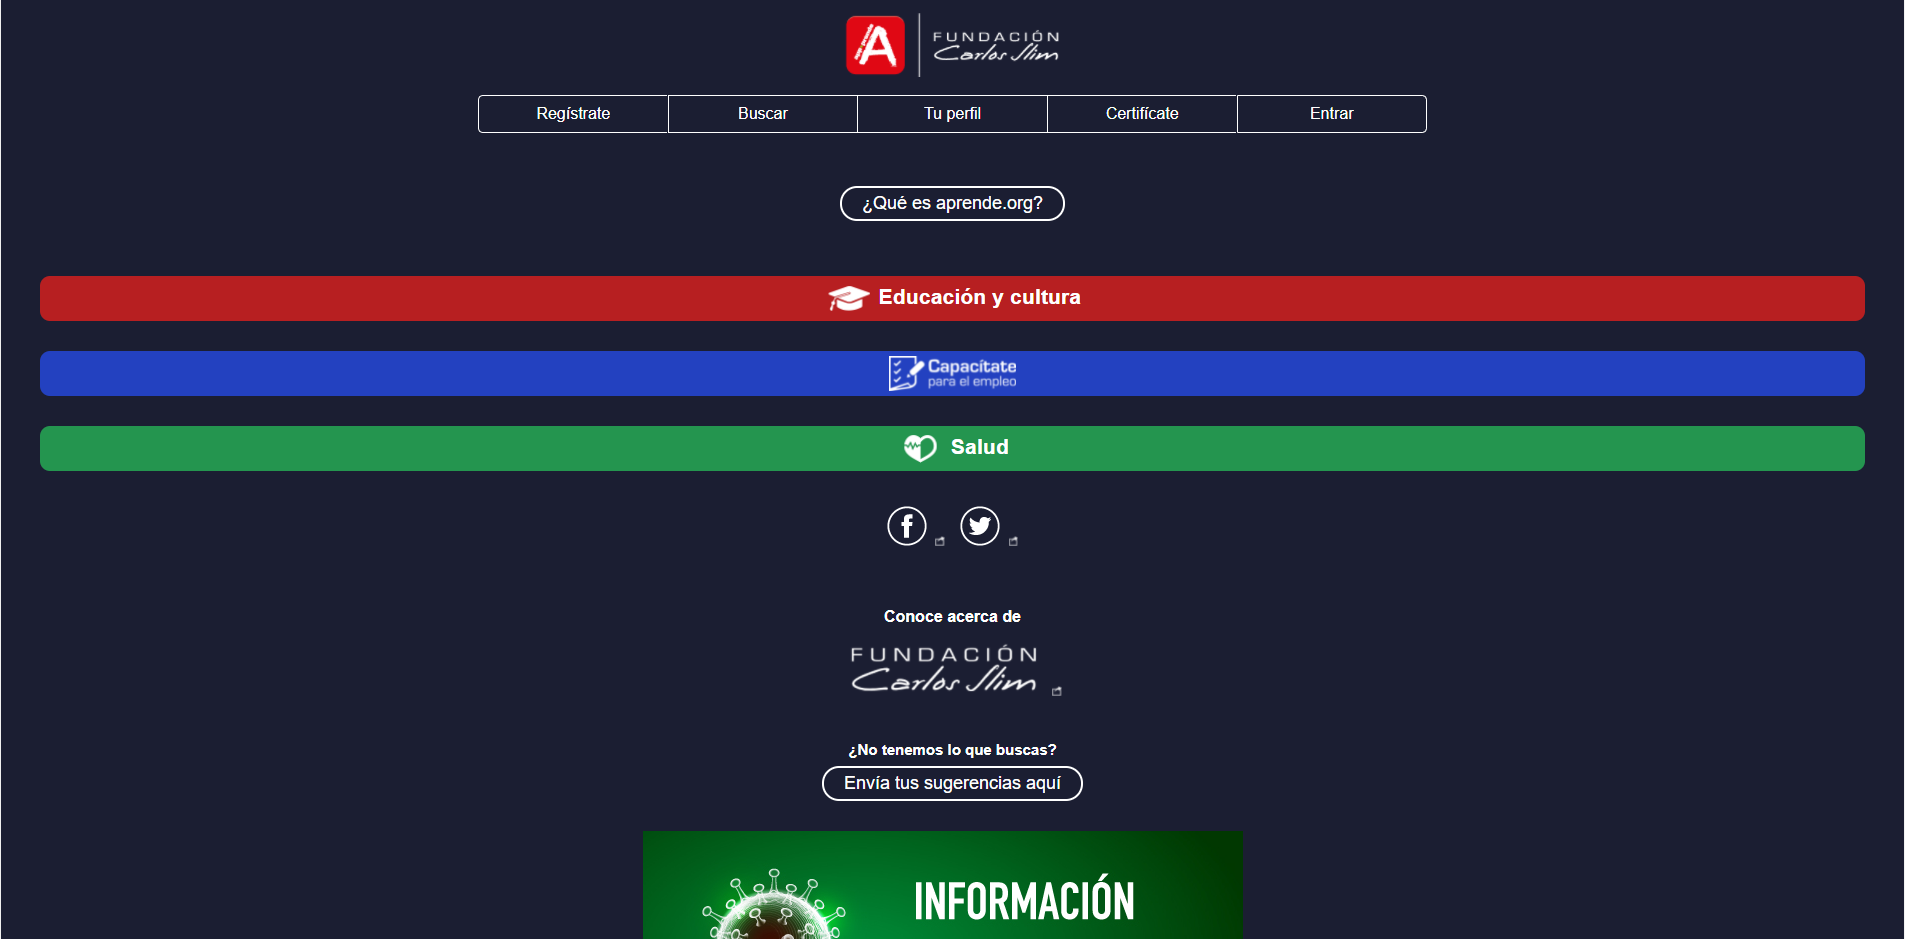 A
FUNDACIÓN
Carlos Slim
Regístrate
Buscar
Tu perfil
Certifícate
Entrar
¿Qué es aprende.org?
Educación y cultura
Capacítate
para el empleo
Salud
Conoce acerca de
FUNDACIÓN
Carlos Slim
¿No tenemos lo que buscas?
Envía tus sugerencias aquí
INFORMACIÓN